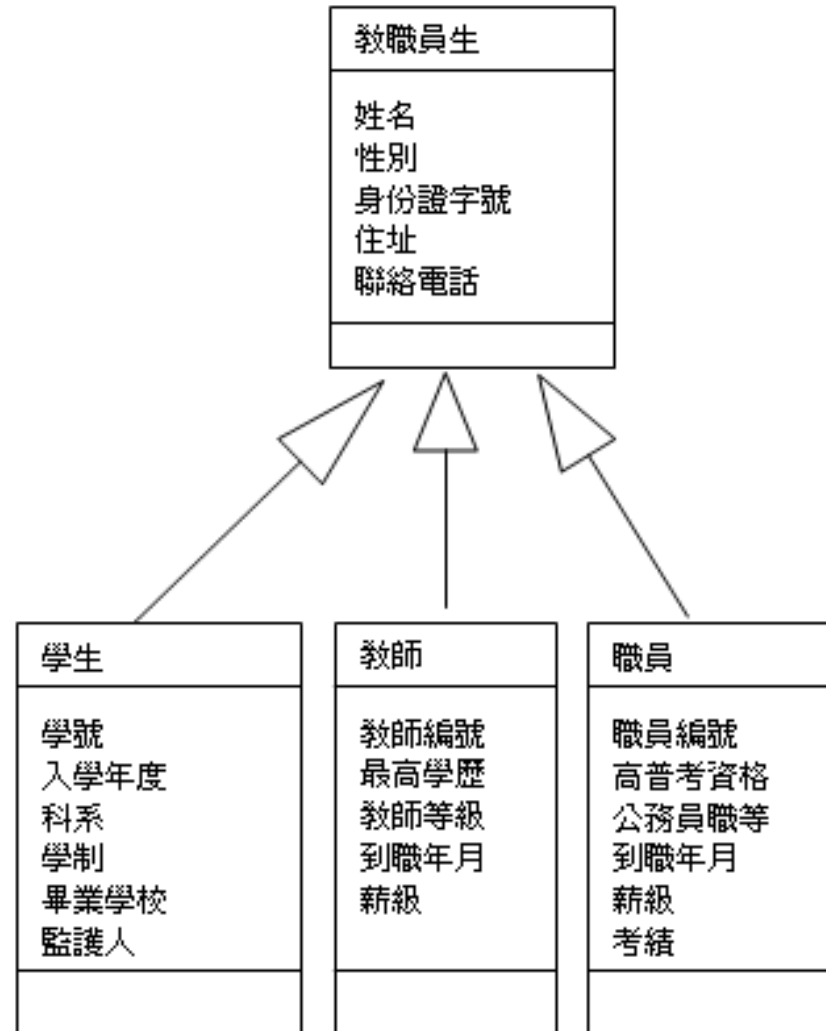 教職員生
姓名
性別
身份證字號
住址
聯絡電話
學生
學號
入學年度
科系
學制
畢業學校
監護人
教師
教師編號
最高學歷
教師等級
到職年月
薪級
職員
職員編號
高普考資格
公務員職等
到職年月
薪級
考績